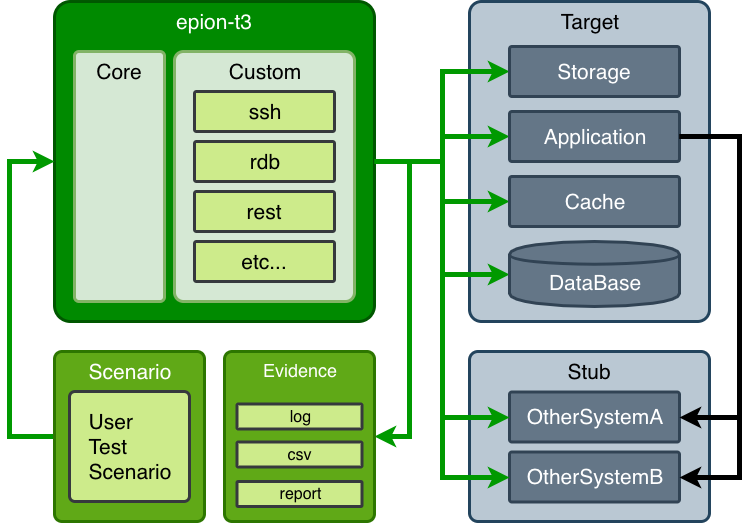 epion-t3
Core
Custom
ssh
rdb
rest
etc...
Target
Storage
Application
Cache
DataBase
Scenario
User
Test
Scenario
Evidence
log
csv
report
Stub
OtherSystemA
OtherSystemB